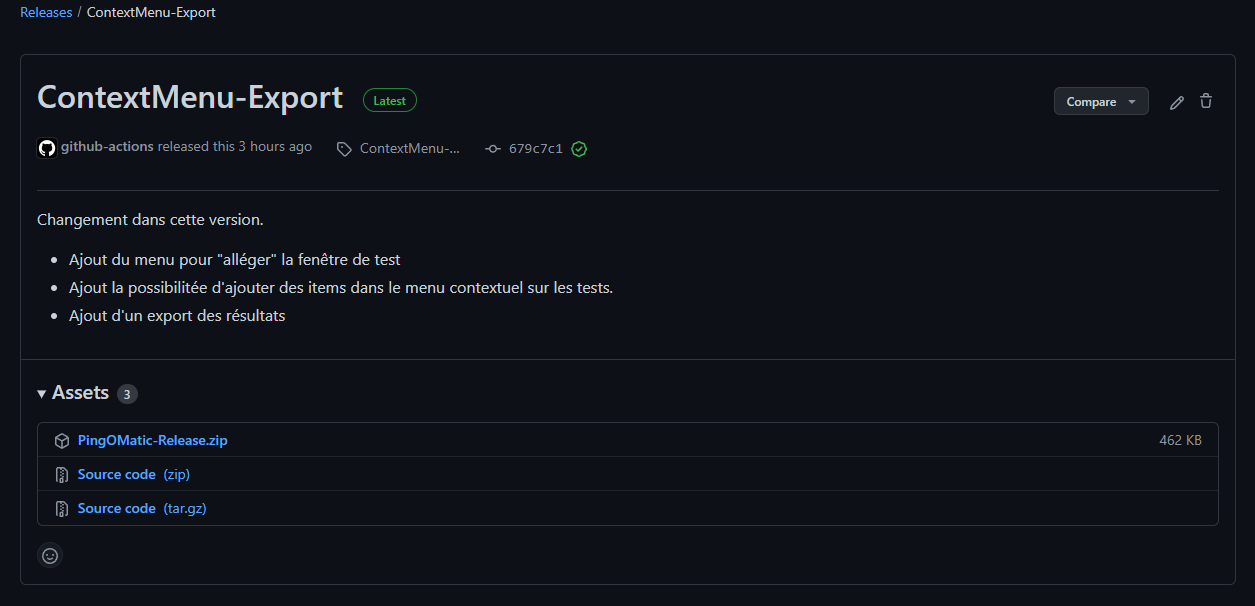 Releases / ContextMenu-Export
ContextMenu-Export Latest Compare
github-actions released this 3 hours ago ContextMenu-... 679c7c1
Changement dans cette version.
• Ajout du menu pour "alléger" la fenêtre de test
• Ajout la possibilitée d'ajouter des items dans le menu contextuel sur les tests.
• Ajout d'un export des résultats
Assets 3
PingOMatic-Release.zip 462 KB
Source code (zip)
Source code (tar.gz)